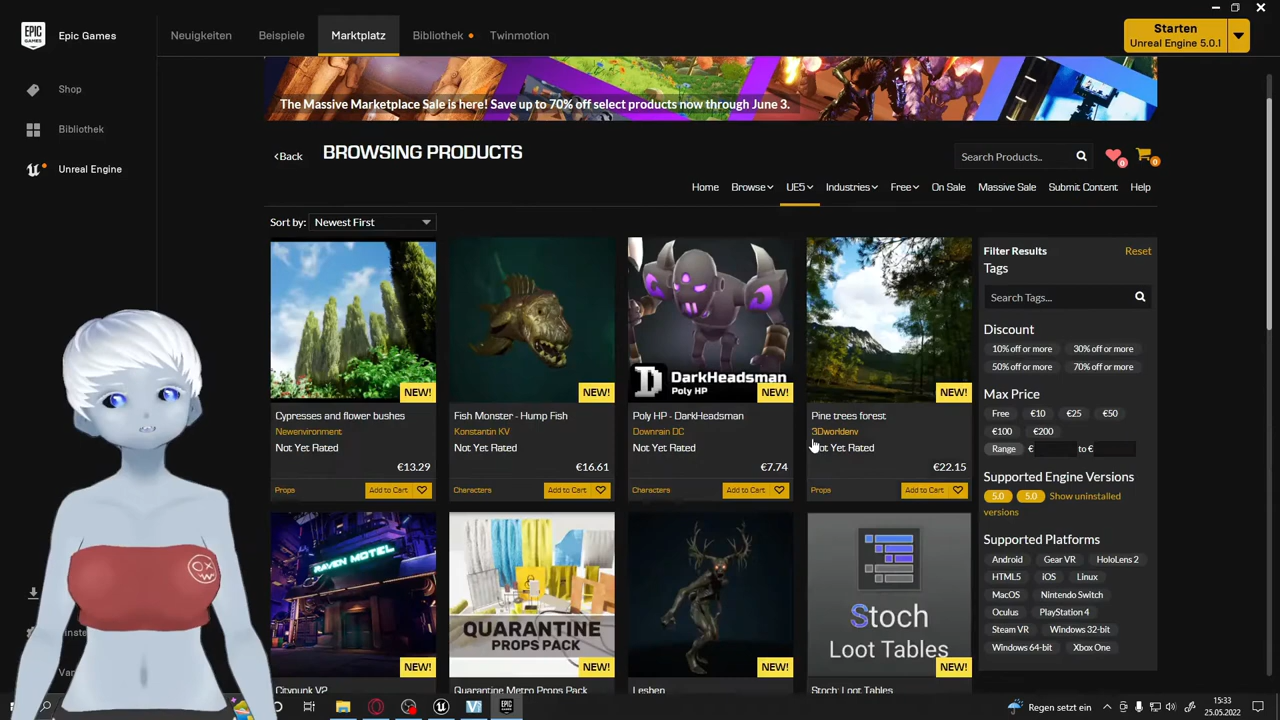 EPIC GAMES
Epic Games
Neuigkeiten
Beispiele
Marktplatz
Bibliothek
Twinmotion
Starten
Unreal Engine 5.0.1
Shop
Bibliothek
Unreal Engine
The Massive Marketplace Sale is here! Save up to 70% off select products now through June 3.
Back
BROWSING PRODUCTS
Search Products..
0
0
Home
Browse
UE5
Industries
Free
On Sale
Massive Sale
Submit Content
Help
Sort by:
Newest First
NEW!
Cypresses and flower bushes
Newenvironment
Not Yet Rated
€13.29
Props
Add to Cart
NEW!
Fish Monster - Hump Fish
Konstantin KV
Not Yet Rated
€16.61
Characters
Add to Cart
DarkHeadsman
Poly HP
NEW!
Poly HP - DarkHeadsman
Downrain DC
Not Yet Rated
€7.74
Characters
Add to Cart
NEW!
Pine trees forest
3Dworldenv
Not Yet Rated
€22.15
Props
Add to Cart
RAVEN MOTEL
NEW!
Citypunk V2
QUARANTINE
PROPS PACK
NEW!
Quarantine Metro Props Pack
NEW!
Leshen
Stoch
Loot Tables
NEW!
Stoch: Loot Tables
Filter Results
Reset
Tags
Search Tags...
Discount
10% off or more
30% off or more
50% off or more
70% off or more
Max Price
Free
€10
€25
€50
€100
€200
Range
€
to €
Supported Engine Versions
5.0
5.0
Show uninstalled
versions
Supported Platforms
Android
Gear VR
HoloLens 2
HTML5
iOS
Linux
MacOS
Nintendo Switch
Oculus
PlayStation 4
Steam VR
Windows 32-bit
Windows 64-bit
Xbox One
Regen setzt ein
15:33
25.05.2022